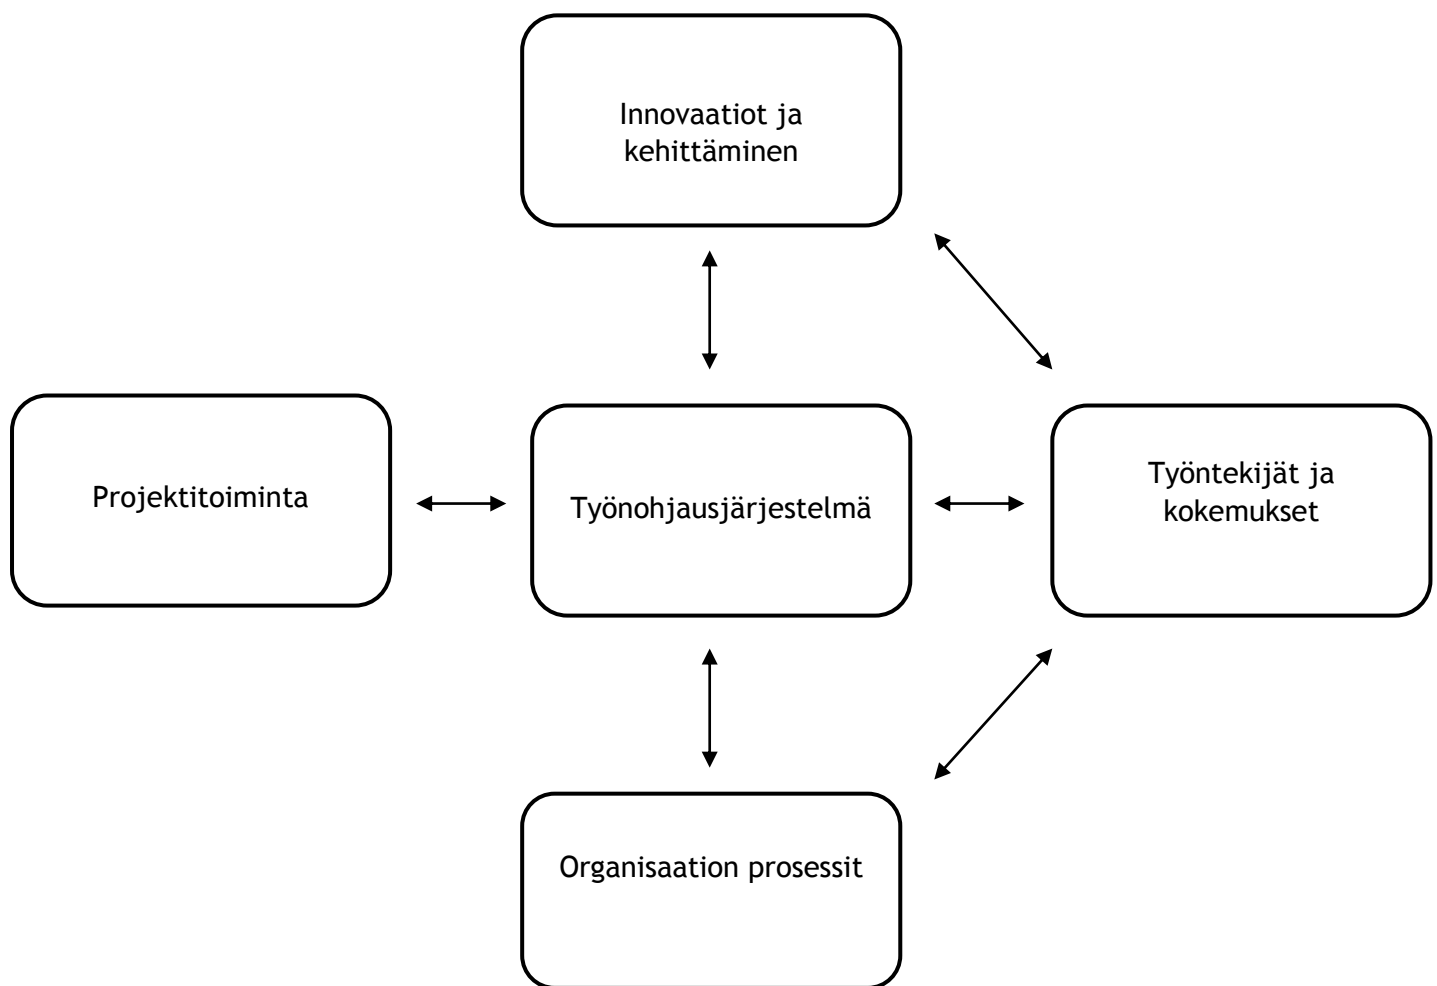 Innovaatiot ja
kehittäminen
Projektitoiminta
Työnohjausjärjestelmä
Työntekijät ja
kokemukset
Organisaation prosessit